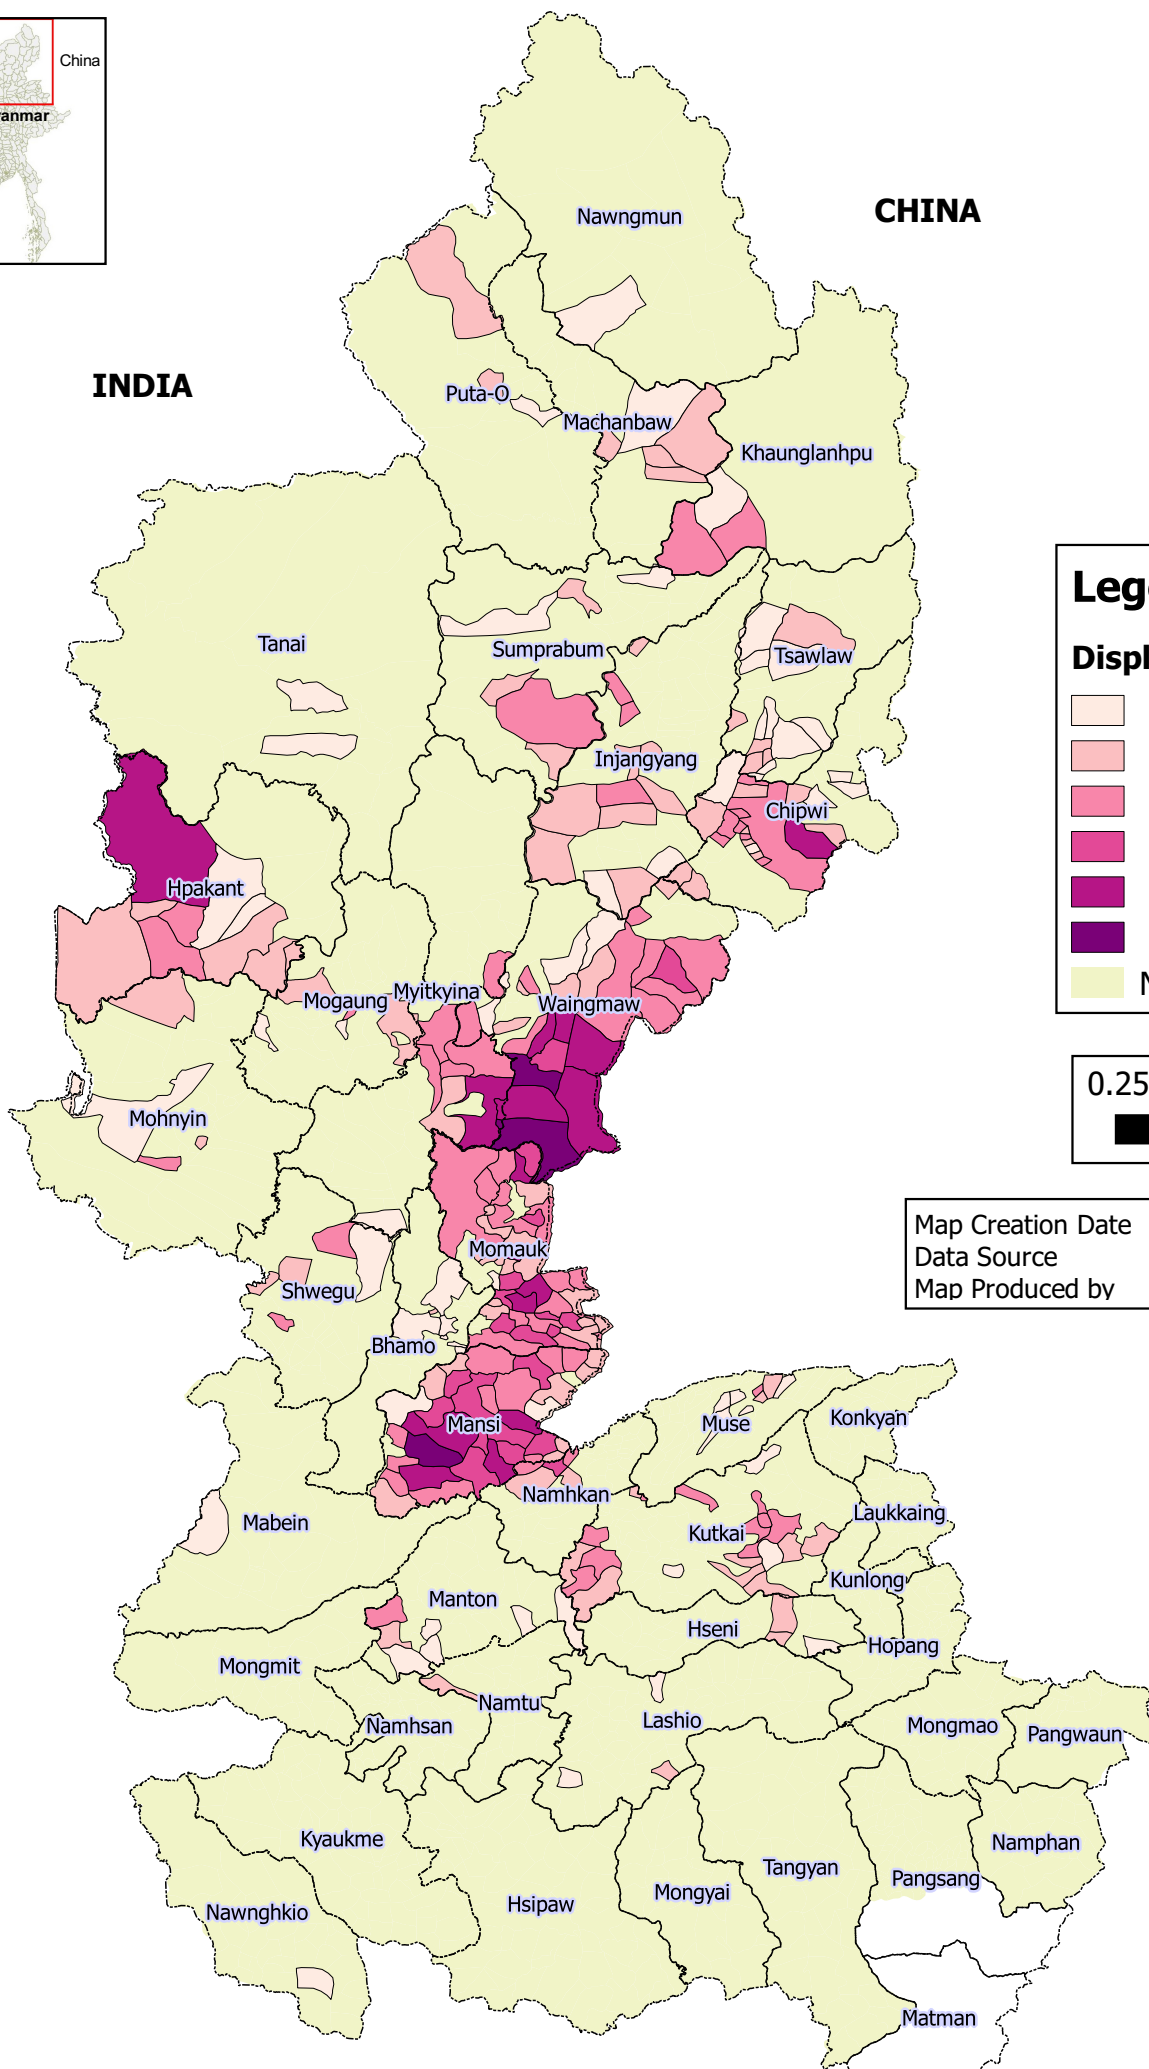 China
anmar
CHINA
INDIA
Nawngmun
Puta-O
Machanbaw
Khaunglanhpu
Tanai
Sumprabum
Tsawlaw
Injangyang
Chipwi
Hpakant
Mogaung
Myitkyina
Waingmaw
Mohnyin
Momauk
Shwegu
Bhamo
Mansi
Muse
Konkyan
Namhkan
Mabein
Kutkai
Laukkaing
Kunlong
Manton
Hseni
Hopang
Mongmit
Namtu
Namhsan
Lashio
Mongmao
Pangwaun
Kyaukme
Namphan
Tangyan
Pangsang
Mongyai
Hsipaw
Nawnghkio
Matman
Leg
Displ
N
0.25
Map Creation Date
Data Source
Map Produced by